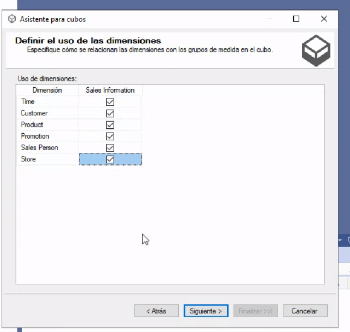 Asistente para cubos
Definir el uso de las dimensiones
Especifique cómo se relacionan las dimensiones con los grupos de medida en el cubo.
Uso de dimensiones:
Dimensión Sales Information
Time
Customer
Product
Promotion
Sales Person
Store
< Atrás Siguiente > Finalizar >>| Cancelar